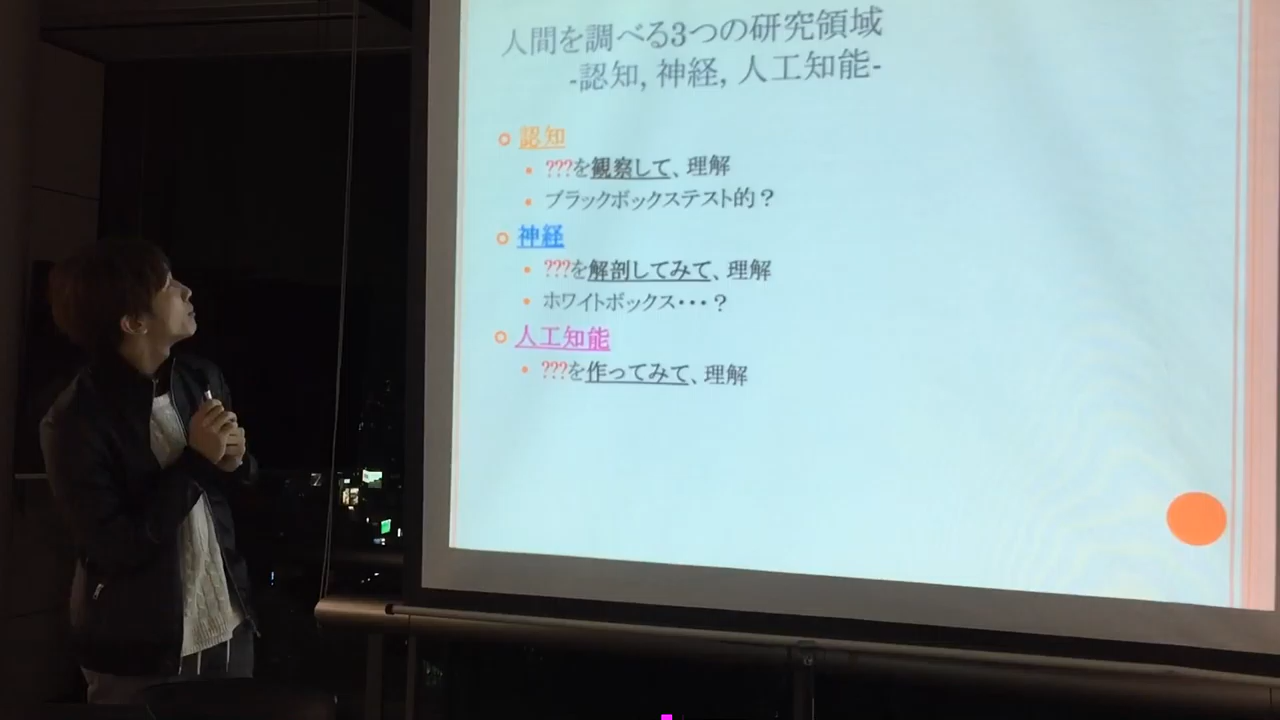 人間を調べる3つの研究領域
-認知, 神経, 人工知能-
認知
???を観察して、理解
ブラックボックステスト的？
神経
???を解剖してみて、理解
ホワイトボックス・・・？
人工知能
???を作ってみて、理解